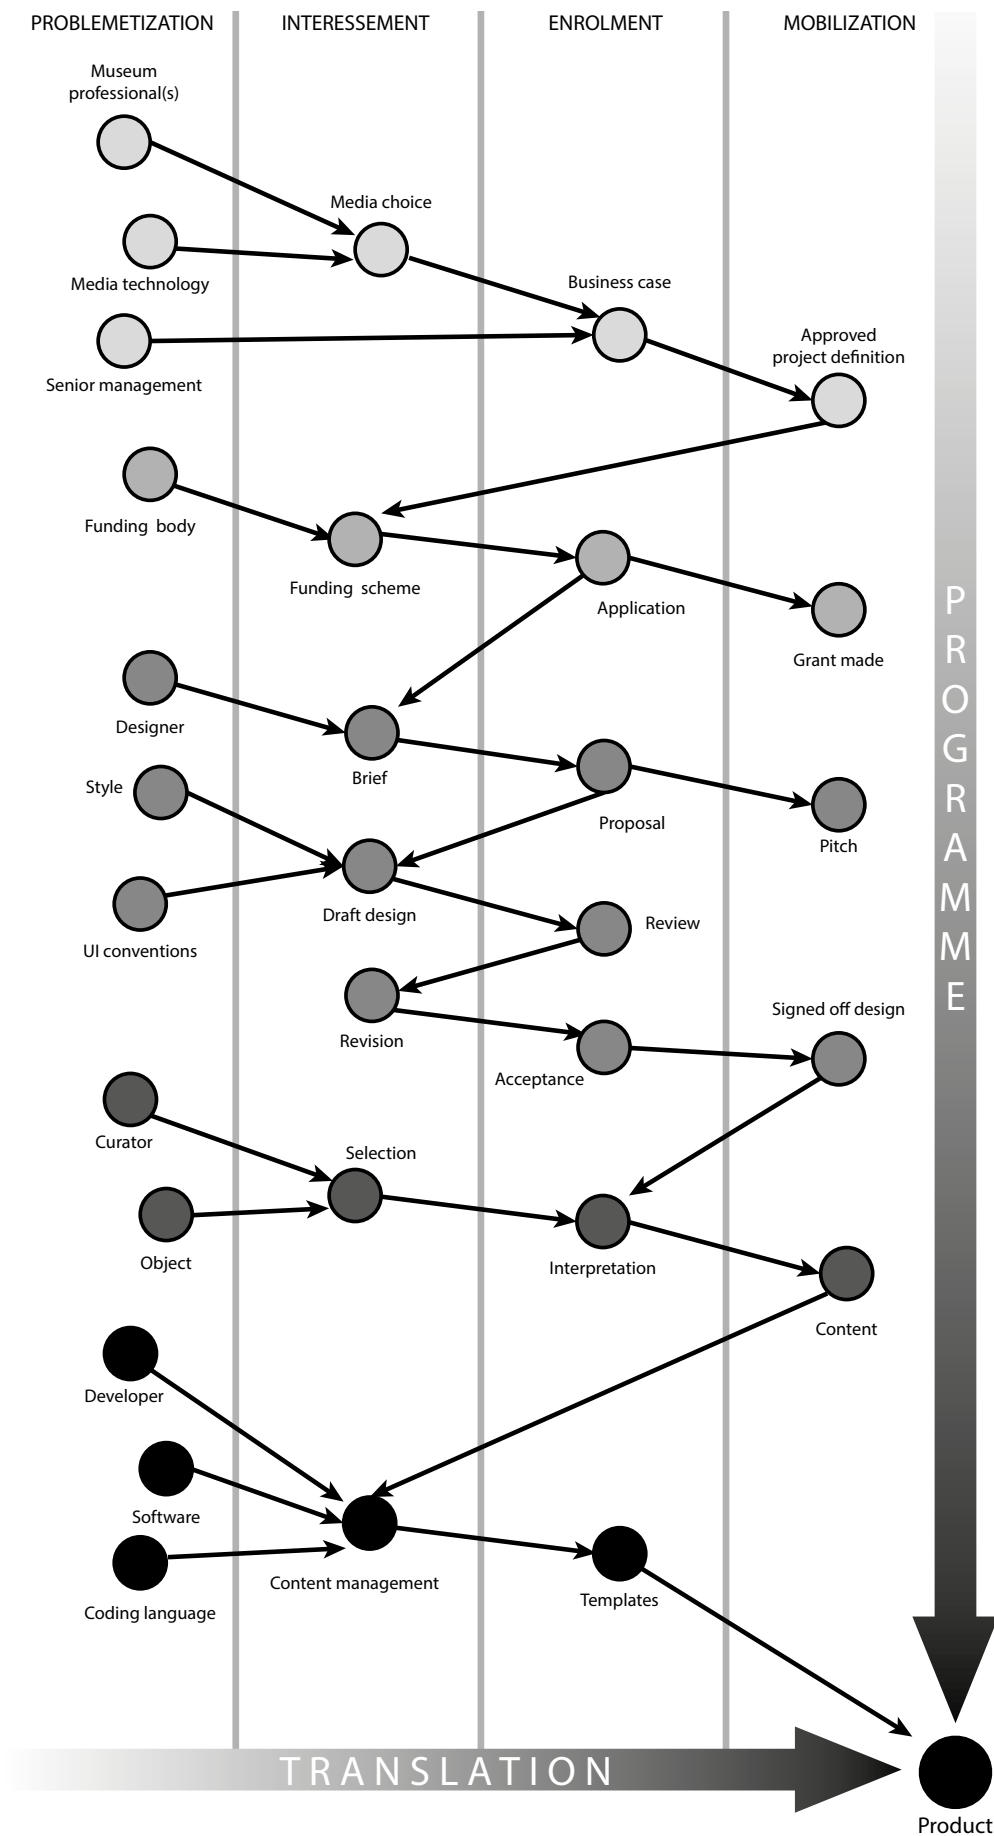 PROBLEMETIZATION
INTERESSEMENT
ENROLMENT
MOBILIZATION
Museum
professional(s)
Media choice
Media technology
Business case
Approved
project definition
Senior management
Funding body
Funding scheme
Application
Grant made
Designer
Brief
Style
Proposal
Pitch
Draft design
Review
UI conventions
Signed off design
Revision
Acceptance
Curator
Selection
Object
Interpretation
Content
Developer
Software
Content management
Templates
Coding language
PROGRAMME
TRANSLATION
Product